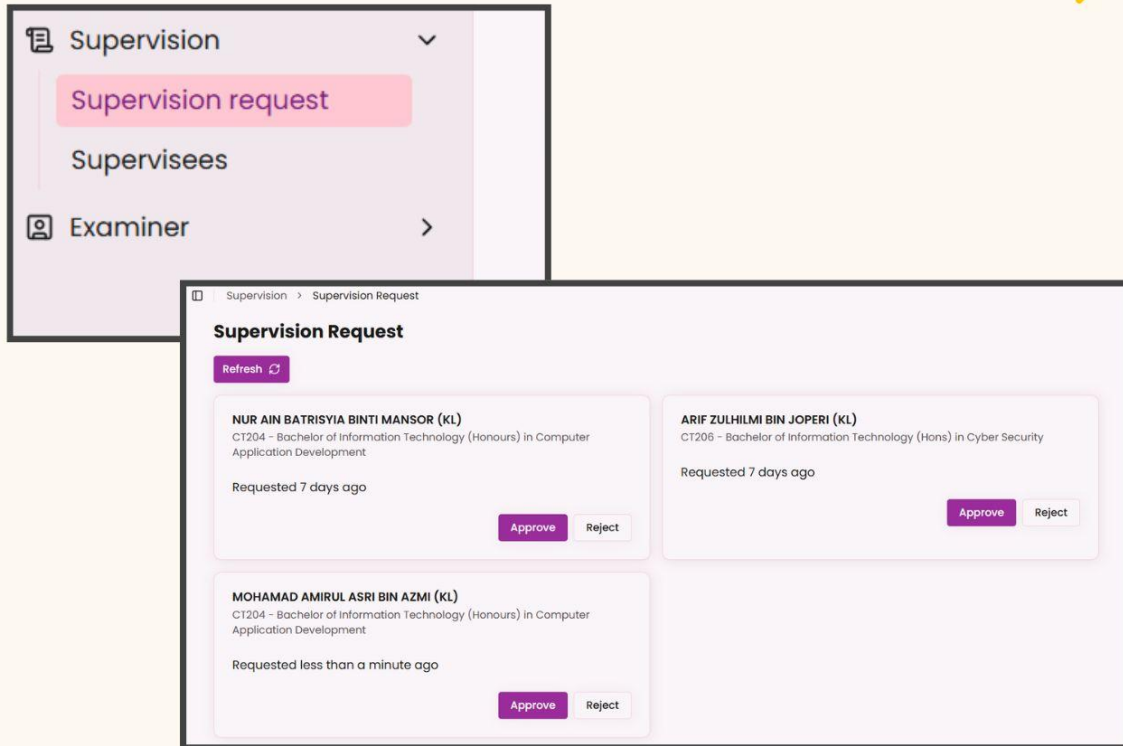 Supervision
Supervision request
Supervisees
Examiner
Supervision > Supervision Request
Supervision Request
Refresh
NUR AIN BATRISYIA BINTI MANSOR (KL)
CT204 - Bachelor of Information Technology (Honours) in Computer
Application Development
Requested 7 days ago
Approve Reject
ARIF ZULHILMI BIN JOPERI (KL)
CT206 - Bachelor of Information Technology (Hons) in Cyber Security
Requested 7 days ago
Approve Reject
MOHAMAD AMIRUL ASRI BIN AZMI (KL)
CT204 - Bachelor of Information Technology (Honours) in Computer
Application Development
Requested less than a minute ago
Approve Reject